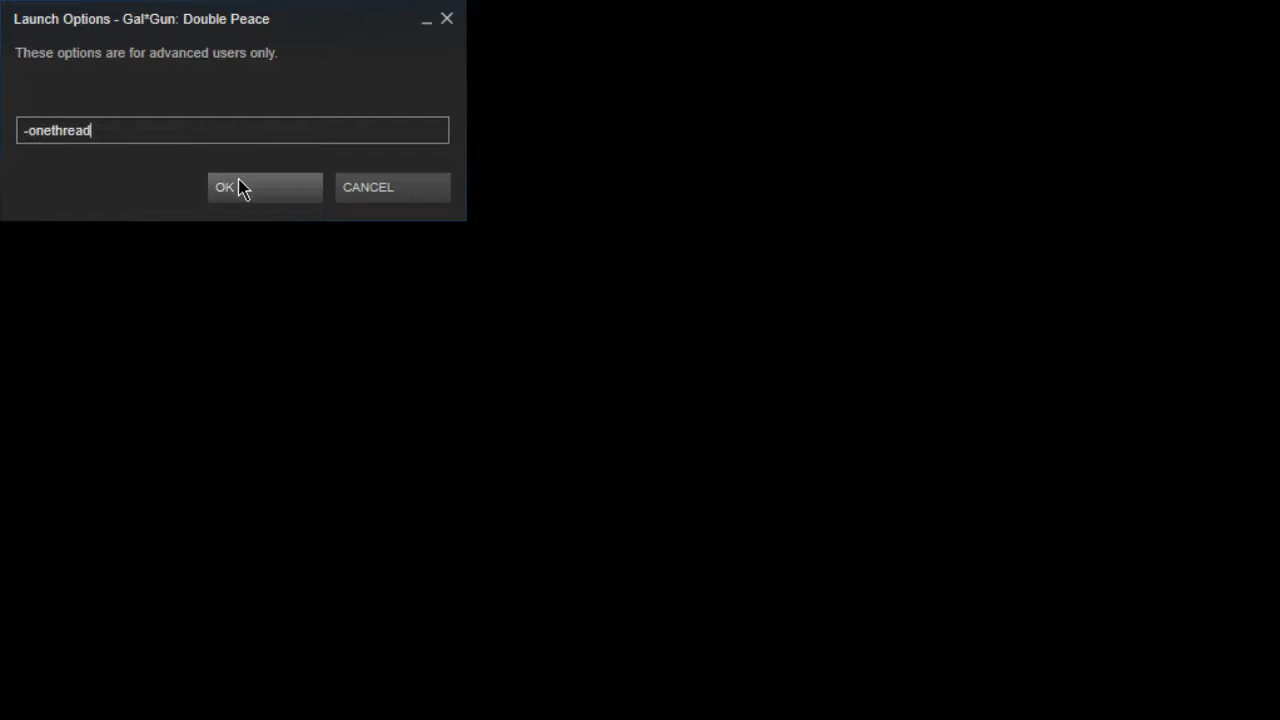 Launch Options - Gal*Gun: Double Peace
These options are for advanced users only.
-onethread
OK CANCEL